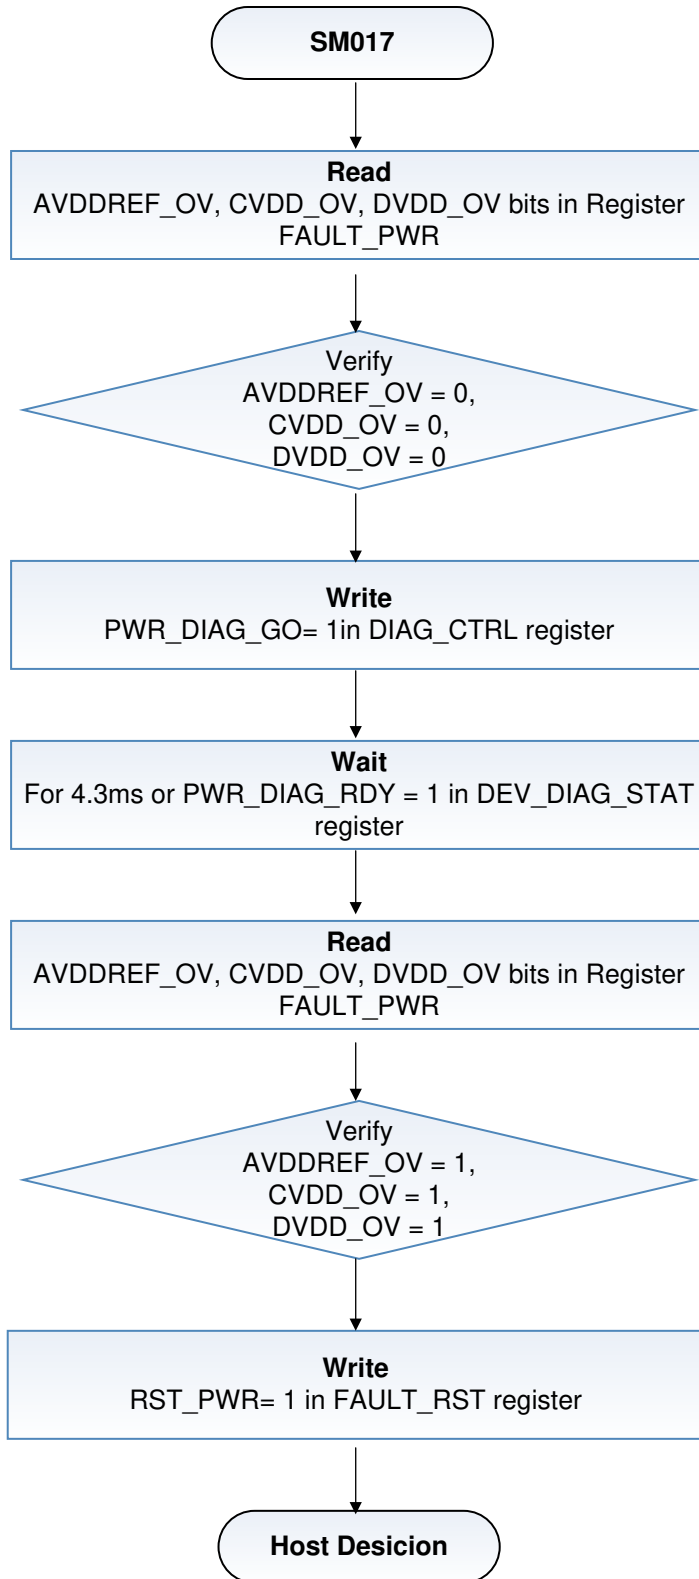 SM017
Read
AVDDREF_OV, CVDD_OV, DVDD_OV bits in Register
FAULT_PWR
Verify
AVDDREF_OV = 0,
CVDD_OV = 0,
DVDD_OV = 0
Write
PWR_DIAG_GO= 1in DIAG_CTRL register
Wait
For 4.3ms or PWR_DIAG_RDY = 1 in DEV_DIAG_STAT
register
Read
AVDDREF_OV, CVDD_OV, DVDD_OV bits in Register
FAULT_PWR
Verify
AVDDREF_OV = 1,
CVDD_OV = 1,
DVDD_OV = 1
Write
RST_PWR= 1 in FAULT_RST register
Host Desicion